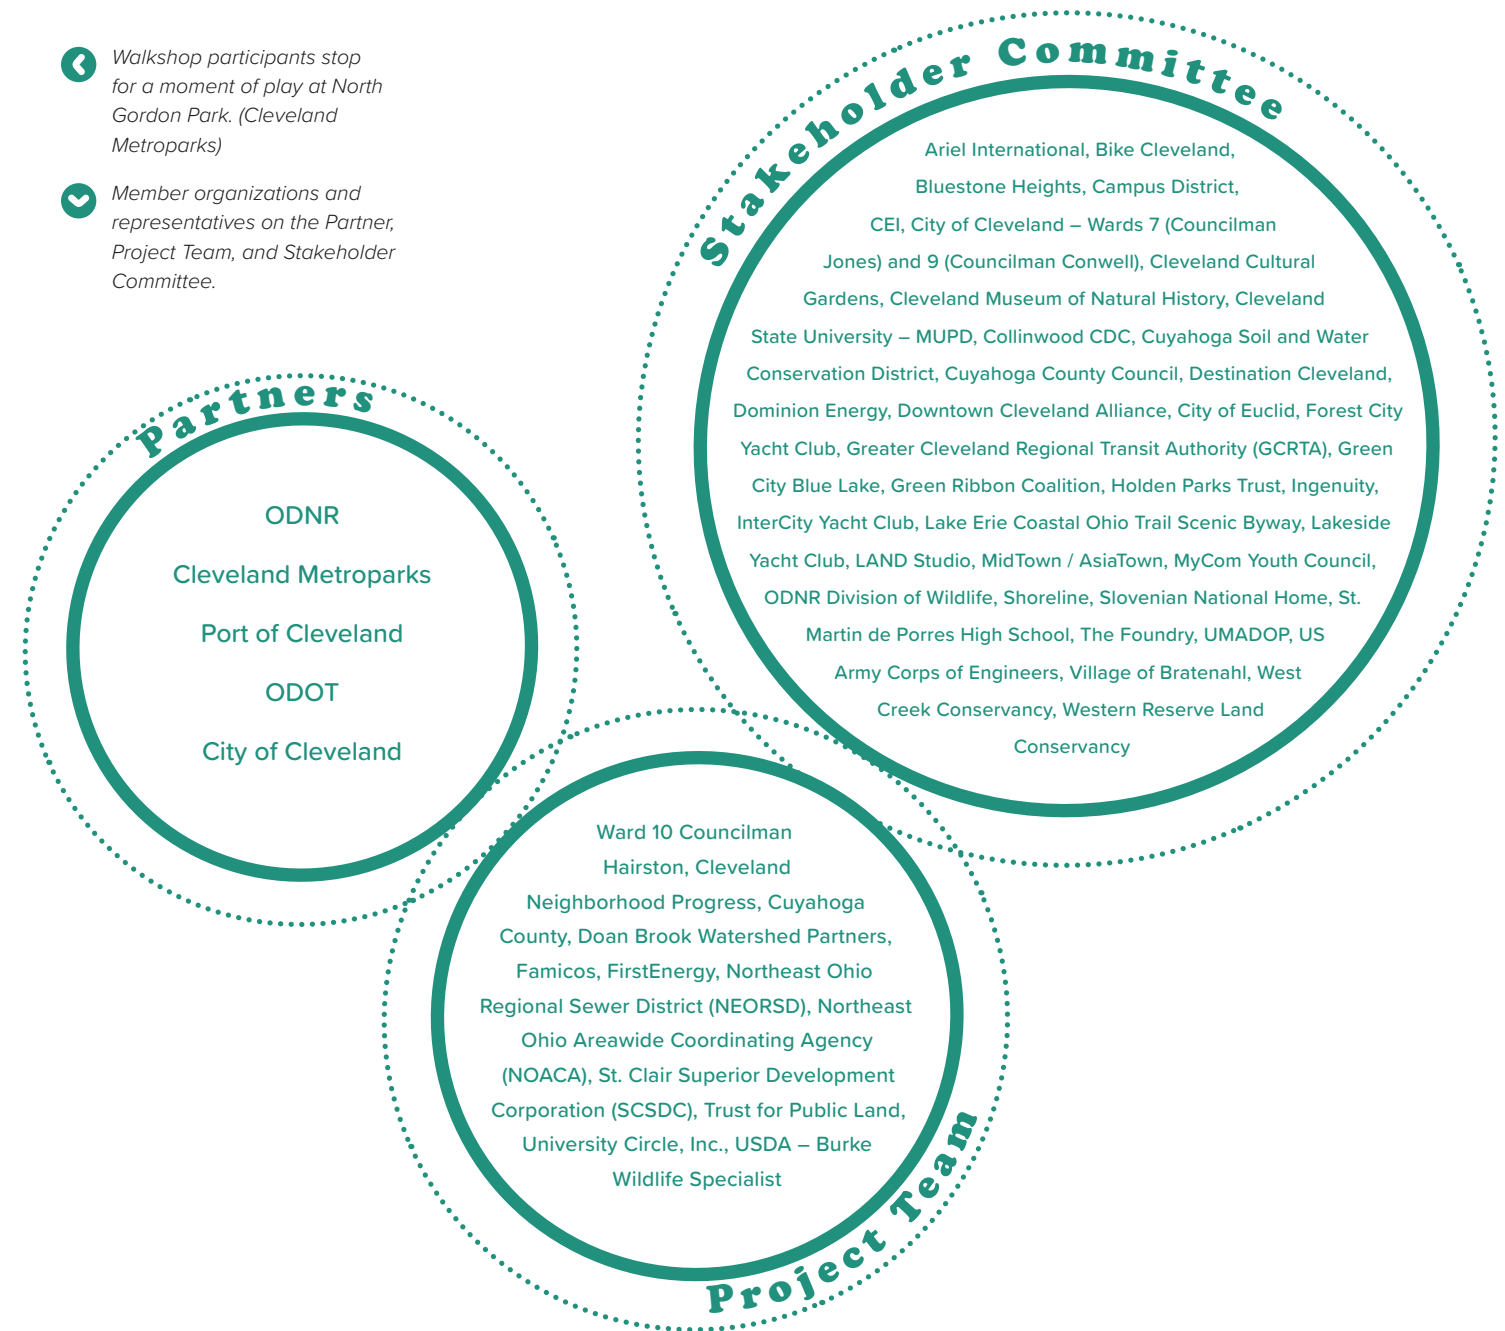 Walkshop participants stop
for a moment of play at North
Gordon Park. (Cleveland
Metroparks)
Member organizations and
representatives on the Partner,
Project Team, and Stakeholder
Committee.
Stakeholder Committee
Ariel International, Bike Cleveland,
Bluestone Heights, Campus District,
CEI, City of Cleveland – Wards 7 (Councilman
Jones) and 9 (Councilman Conwell), Cleveland Cultural
Gardens, Cleveland Museum of Natural History, Cleveland
State University – MUPD, Collinwood CDC, Cuyahoga Soil and Water
Conservation District, Cuyahoga County Council, Destination Cleveland,
Dominion Energy, Downtown Cleveland Alliance, City of Euclid, Forest City
Yacht Club, Greater Cleveland Regional Transit Authority (GCRTA), Green
City Blue Lake, Green Ribbon Coalition, Holden Parks Trust, Ingenuity,
InterCity Yacht Club, Lake Erie Coastal Ohio Trail Scenic Byway, Lakeside
Yacht Club, LAND Studio, MidTown / AsiaTown, MyCom Youth Council,
ODNR Division of Wildlife, Shoreline, Slovenian National Home, St.
Martin de Porres High School, The Foundry, UMADOP, US
Army Corps of Engineers, Village of Bratenahl, West
Creek Conservancy, Western Reserve Land
Conservancy
Partners
ODNR
Cleveland Metroparks
Port of Cleveland
ODOT
City of Cleveland
Ward 10 Councilman
Hairston, Cleveland
Neighborhood Progress, Cuyahoga
County, Doan Brook Watershed Partners,
Famicos, FirstEnergy, Northeast Ohio
Regional Sewer District (NEORSD), Northeast
Ohio Areawide Coordinating Agency
(NOACA), St. Clair Superior Development
Corporation (SCSDC), Trust for Public Land,
University Circle, Inc., USDA – Burke
Wildlife Specialist
Project Team